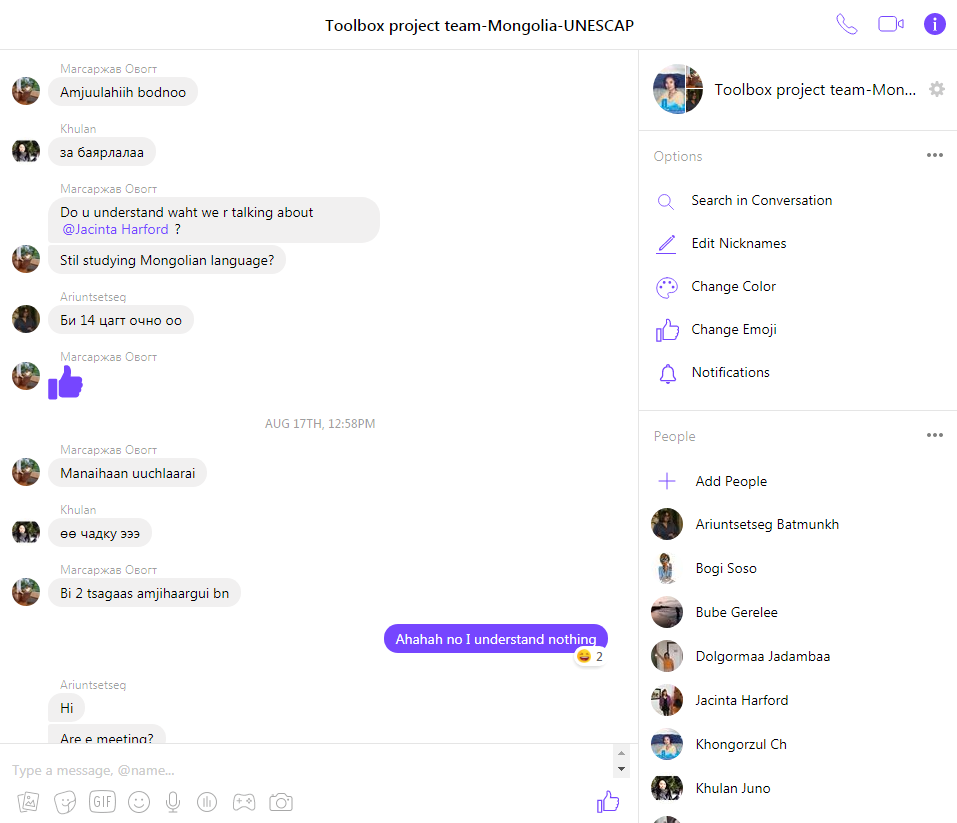 Toolbox project team-Mongolia-UNESCAP
Магсаржав Овогт
Amjuulahiih bodnoo
Khulan
за баярлалаа
Магсаржав Овогт
Do u understand waht we r talking about
@Jacinta Harford ?
Stil studying Mongolian language?
Ariuntsetseg
Би 14 цагт очно оо
Магсаржав Овогт
AUG 17TH, 12:58PM
Магсаржав Овогт
Manaihaan uuchlaarai
Khulan
өө чадку эээ
Магсаржав Овогт
Bi 2 tsagaas amjihaargui bn
Ahahah no I understand nothing
2
Ariuntsetseg
Hi
Are e meeting?
Type a message, @name...
GIF
Toolbox project team-Mon...
Options
Search in Conversation
Edit Nicknames
Change Color
Change Emoji
Notifications
People
Add People
Ariuntsetseg Batmunkh
Bogi Soso
Bube Gerelee
Dolgormaa Jadambaa
Jacinta Harford
Khongorzul Ch
Khulan Juno